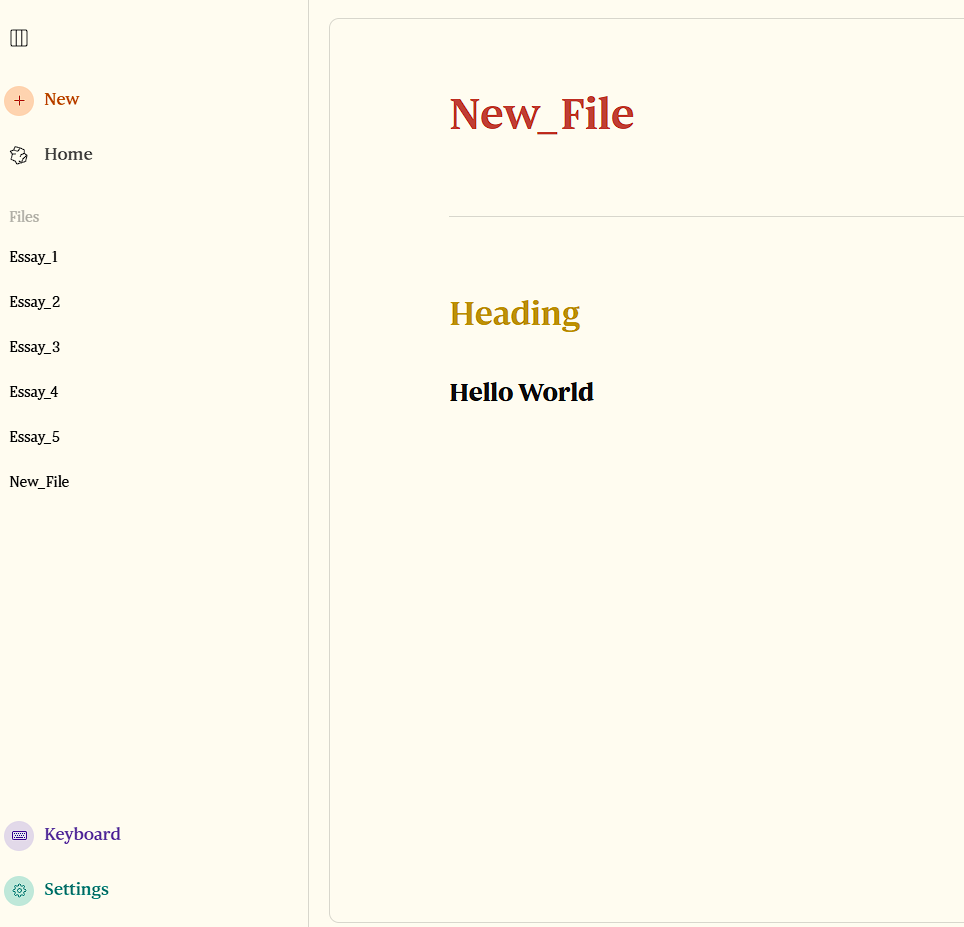 New
Home
Files
Essay_1
Essay_2
Essay_3
Essay_4
Essay_5
New_File
Keyboard
Settings
New_File
Heading
Hello World